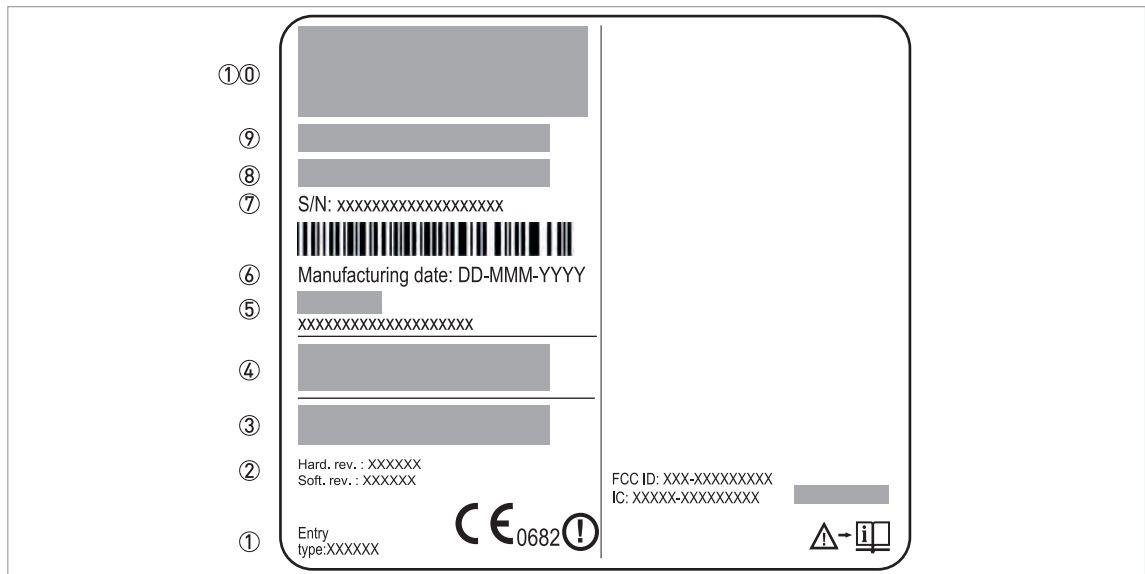 ①⓪
⑨
⑧
⑦ S/N: xxxxxxxxxxxxxxxxxxx
⑥ Manufacturing date: DD-MMM-YYYY
⑤
xxxxxxxxxxxxxxxxxxxx
④
③
② Hard. rev. : XXXXXX
Soft. rev. : XXXXXX
① Entry
type:XXXXXX
CE 0682
FCC ID: XXX-XXXXXXXXX
IC: XXXXX-XXXXXXXXX